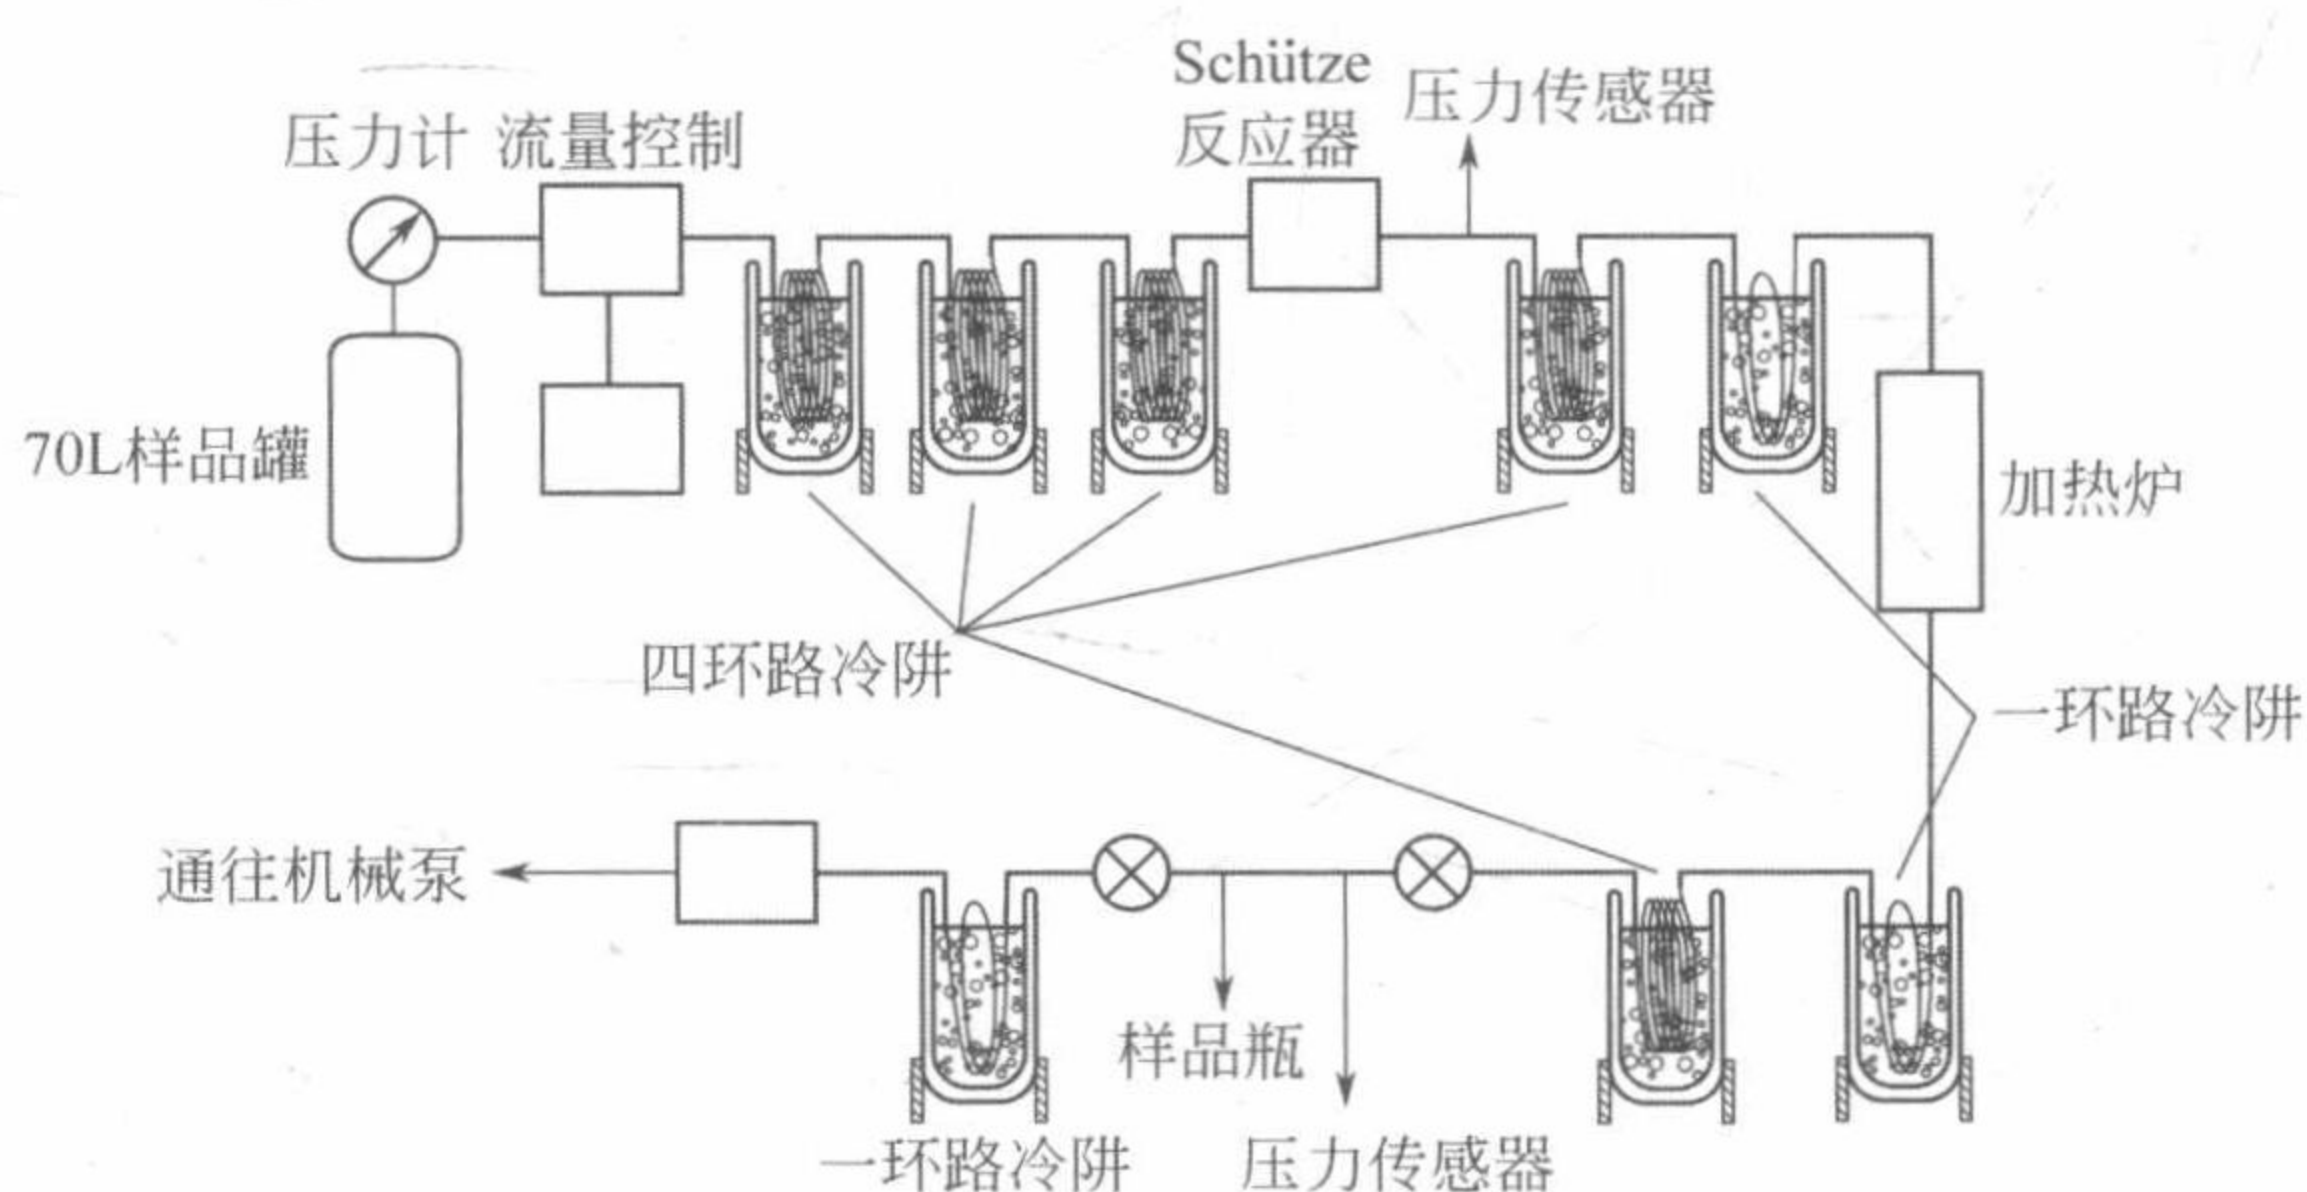 Schütze
反应器
压力传感器
压力计
流量控制
70L样品罐
加热炉
四环路冷阱
一环路冷阱
通往机械泵
样品瓶
一环路冷阱
压力传感器